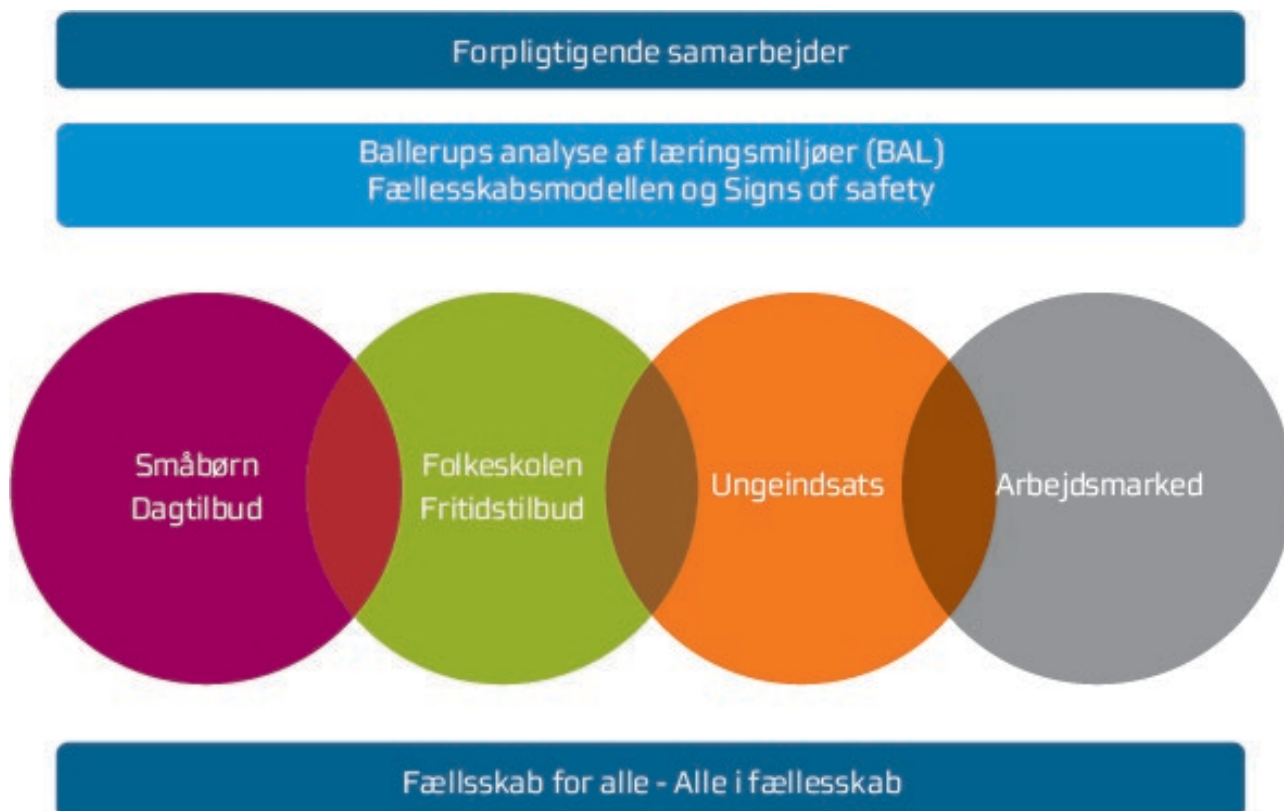 Forpligtigende samarbejder
Ballerups analyse af læringsmiljøer (BAL)
Fællesskabsmodellen og Signs of safety
Småbørn
Dagtilbud
Folkeskolen
Fritidstilbud
Ungeindsats
Arbejdsmarked
Fællsskab for alle - Alle i fællesskab